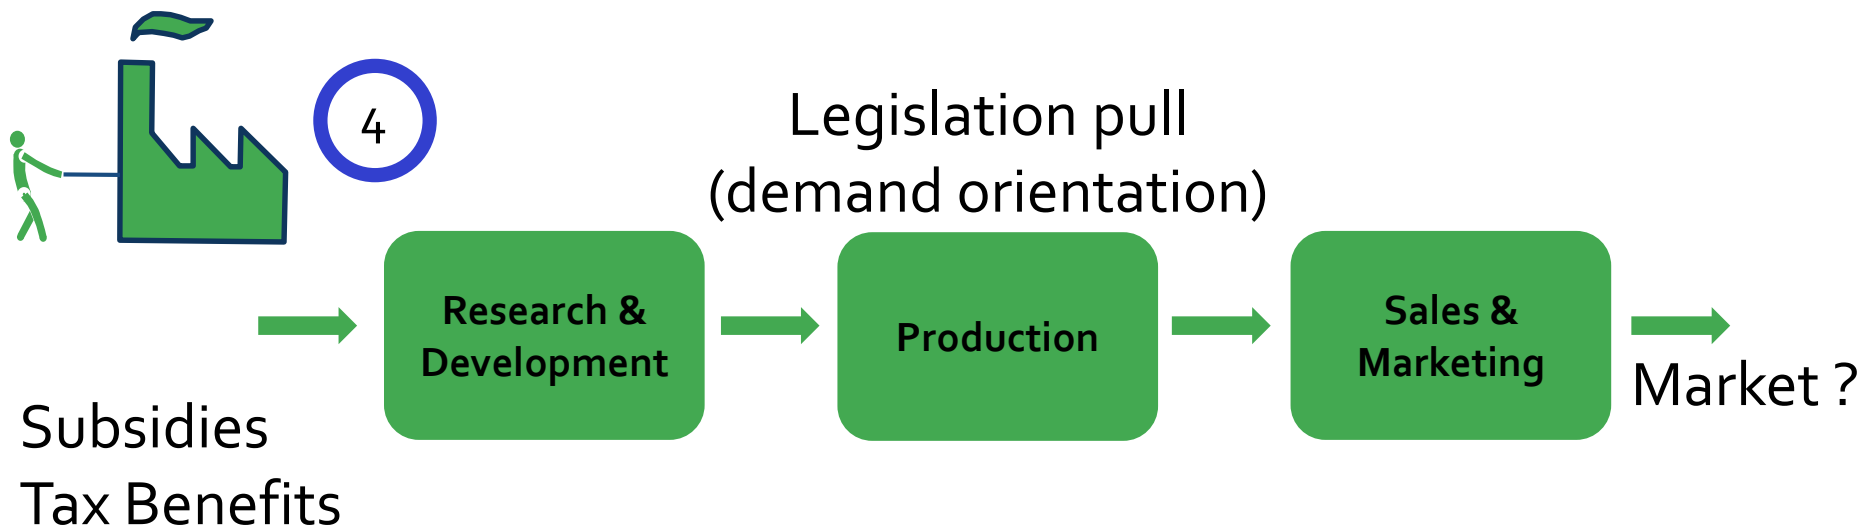 4
Legislation pull
(demand orientation)
Research &
Development
Production
Sales &
Marketing
Market ?
Subsidies
Tax Benefits